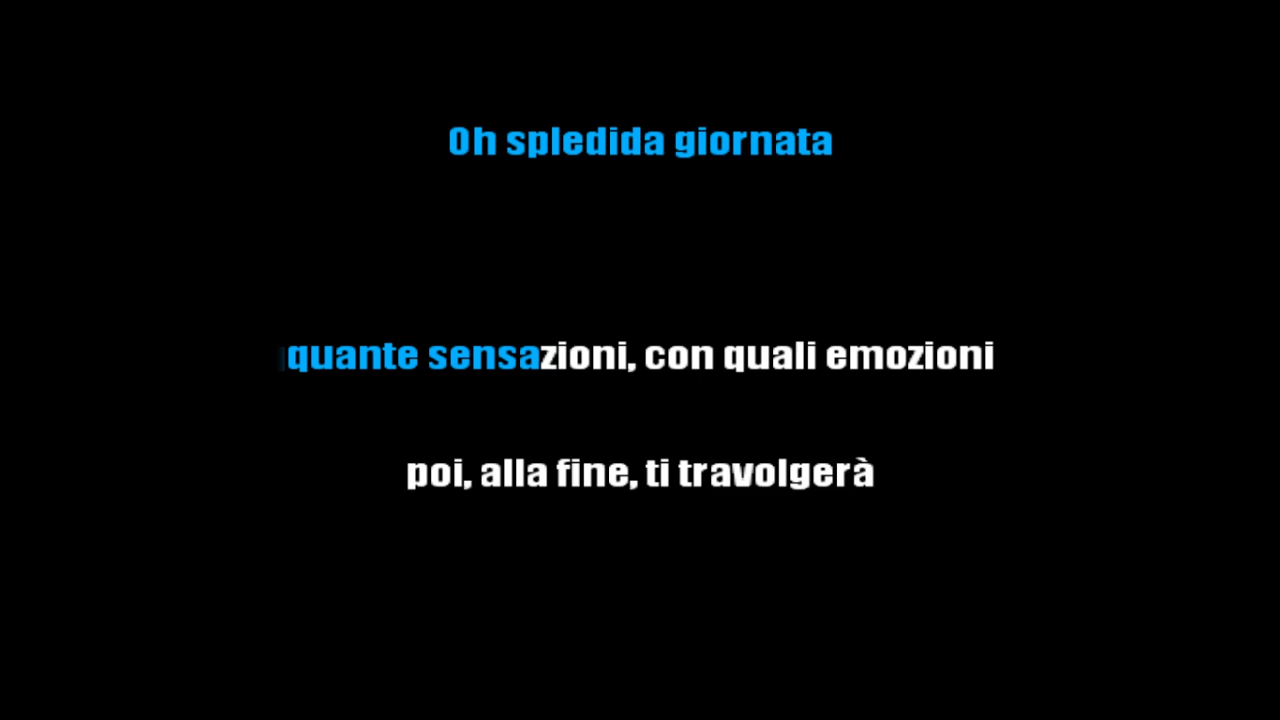 Oh spledida giornata
quante sensazioni, con quali emozioni
poi, alla fine, ti travolgerà